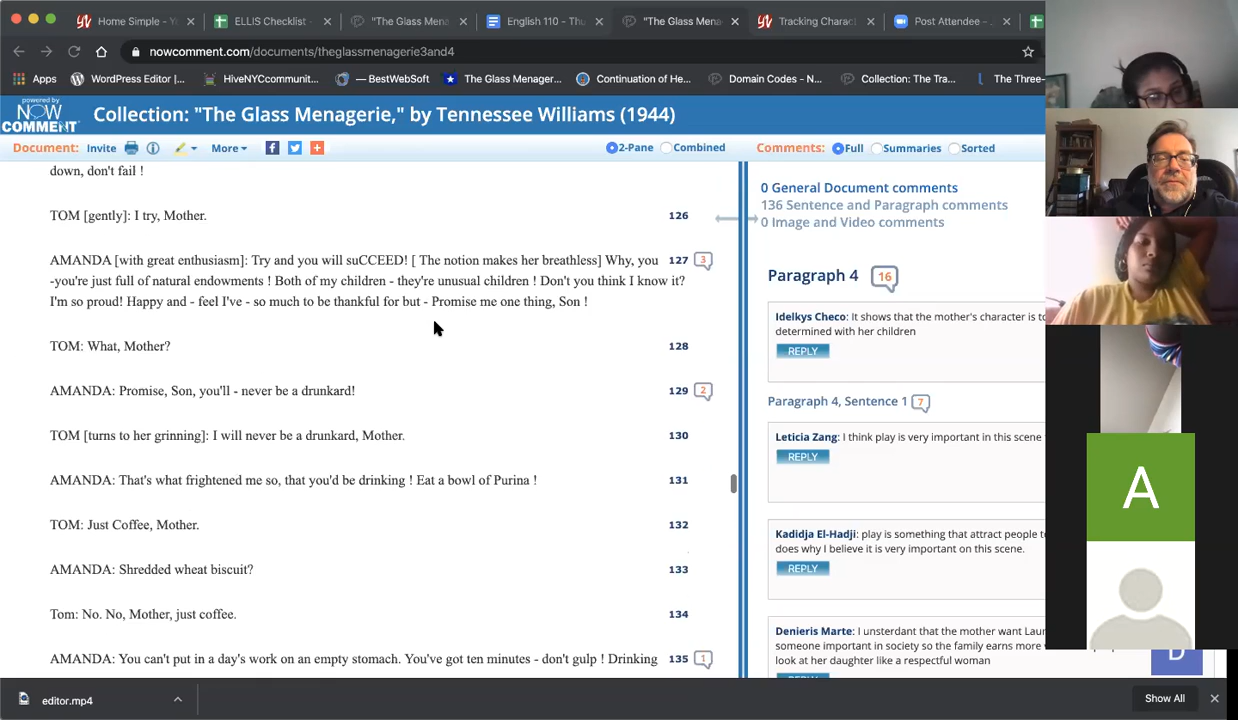 Home Simple - Y
ELLIS Checklist -
"The Glass Mena
English 110 - Thu
"The Glass Mena
Tracking Charac
Post Attendee -
nowcomment.com/documents/theglassmenagerie3and4
Apps
WordPress Editor |...
HiveNYCcommunit...
— BestWebSoft
The Glass Menager...
Continuation of He...
Domain Codes - N...
Collection: The Tra...
The Three-
powered by
NOW
COMMENT
Collection: "The Glass Menagerie," by Tennessee Williams (1944)
Document: Invite More
2-Pane Combined
Comments: Full Summaries Sorted
down, don't fail !
TOM [gently]: I try, Mother. 126
AMANDA [with great enthusiasm]: Try and you will suCCEED! [ The notion makes her breathless] Why, you 127 3
-you're just full of natural endowments ! Both of my children - they're unusual children ! Don't you think I know it?
I'm so proud! Happy and - feel I've - so much to be thankful for but - Promise me one thing, Son !
TOM: What, Mother? 128
AMANDA: Promise, Son, you'll - never be a drunkard! 129 2
TOM [turns to her grinning]: I will never be a drunkard, Mother. 130
AMANDA: That's what frightened me so, that you'd be drinking ! Eat a bowl of Purina ! 131
TOM: Just Coffee, Mother. 132
AMANDA: Shredded wheat biscuit? 133
Tom: No. No, Mother, just coffee. 134
AMANDA: You can't put in a day's work on an empty stomach. You've got ten minutes - don't gulp ! Drinking 135 1
0 General Document comments
136 Sentence and Paragraph comments
0 Image and Video comments
Paragraph 4 16
Idelkys Checo: It shows that the mother's character is to
determined with her children
REPLY
Paragraph 4, Sentence 1 7
Leticia Zang: I think play is very important in this scene
REPLY
Kadidja El-Hadji: play is something that attract people to
does why I believe it is very important on this scene.
REPLY
Denieris Marte: I unsterdant that the mother want Laur
someone important in society so the family earns more
look at her daughter like a respectful woman
REPLY
A
D
editor.mp4
Show All